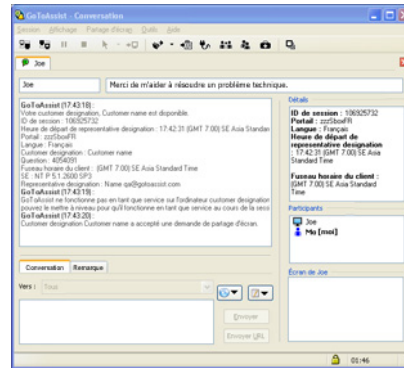 GoToAssist - Conversation
Session Affichage Partage d'écran Outils Aide
Joe
Joe Merci de m'aider à résoudre un problème technique.
GoToAssist (17:43:18) :
Votre customer designation, Customer name est disponible.
ID de session : 106925732
Portail : zzzSboxFR
Heure de départ de representative designation : 17:42:31 (GMT 7:00) SE Asia Standar
Langue : Français
Customer designation : Customer name
Question : 4054091
Fuseau horaire du client : (GMT 7:00) SE Asia Standard Time
SE : NT P 5.1.2600 SP3
Representative designation : Name qa@gotoassist.com
GoToAssist (17:43:19) :
GoToAssist ne fonctionne pas en tant que service sur l'ordinateur customer designation
pouvez le mettre à niveau pour qu'il fonctionne en tant que service au cours de la sess
GoToAssist (17:43:20) :
Customer designation Customer name a accepté une demande de partage d'écran.
Détails
ID de session : 106925732
Portail : zzzSboxFR
Langue : Français
Heure de départ de
representative designation
: 17:42:31 (GMT 7:00) SE Asia
Standard Time
Fuseau horaire du client :
(GMT 7:00) SE Asia Standard
Time
Participants
Joe
Mo [moi]
Écran de Joe
Conversation Remarque
Vers : Tous
Envoyer
Envoyer URL
01:46